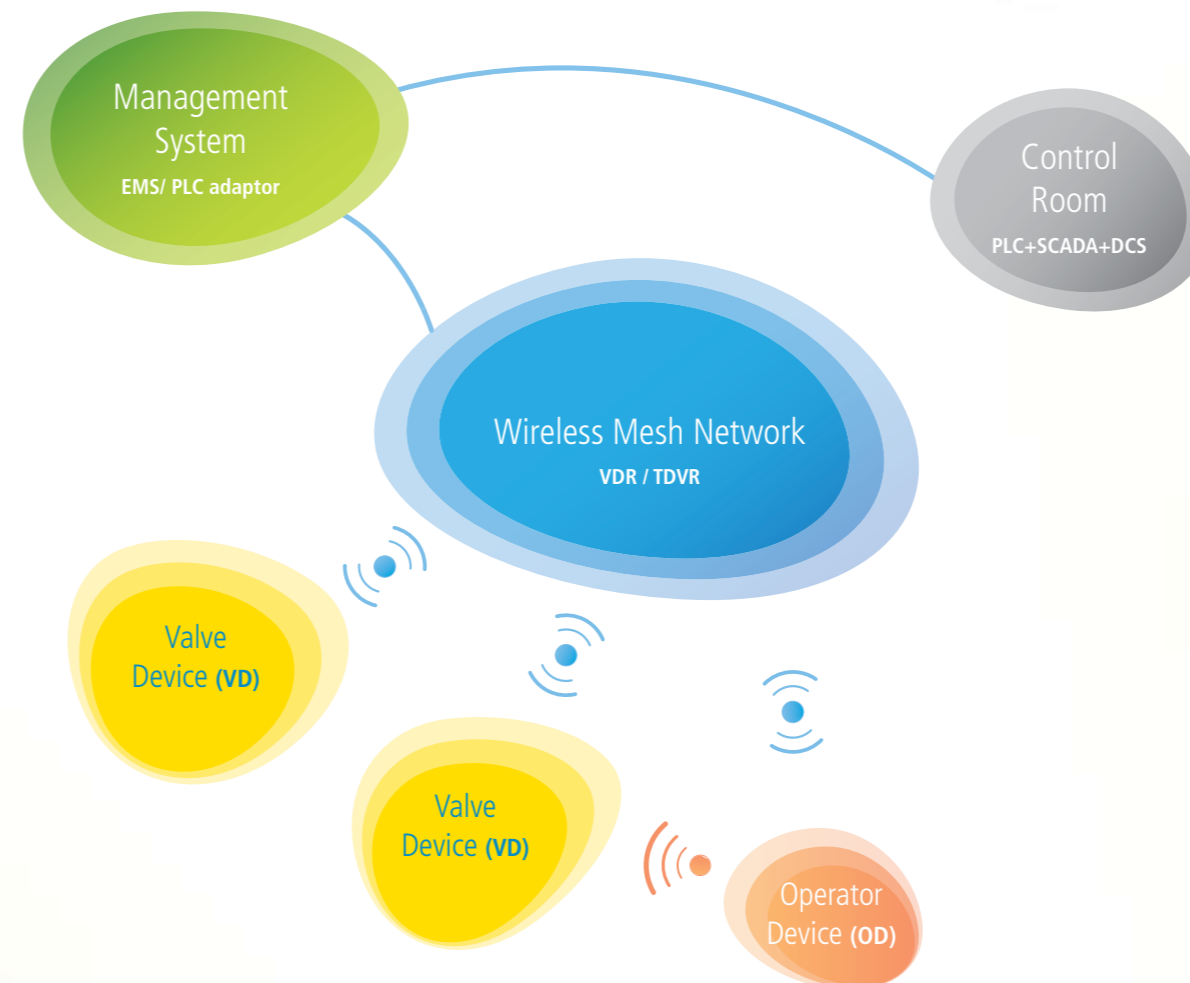 Management
System
EMS/ PLC adaptor
Control
Room
PLC+SCADA+DCS
Wireless Mesh Network
VDR / TDVR
Valve
Device (VD)
Valve
Device (VD)
Operator
Device (OD)